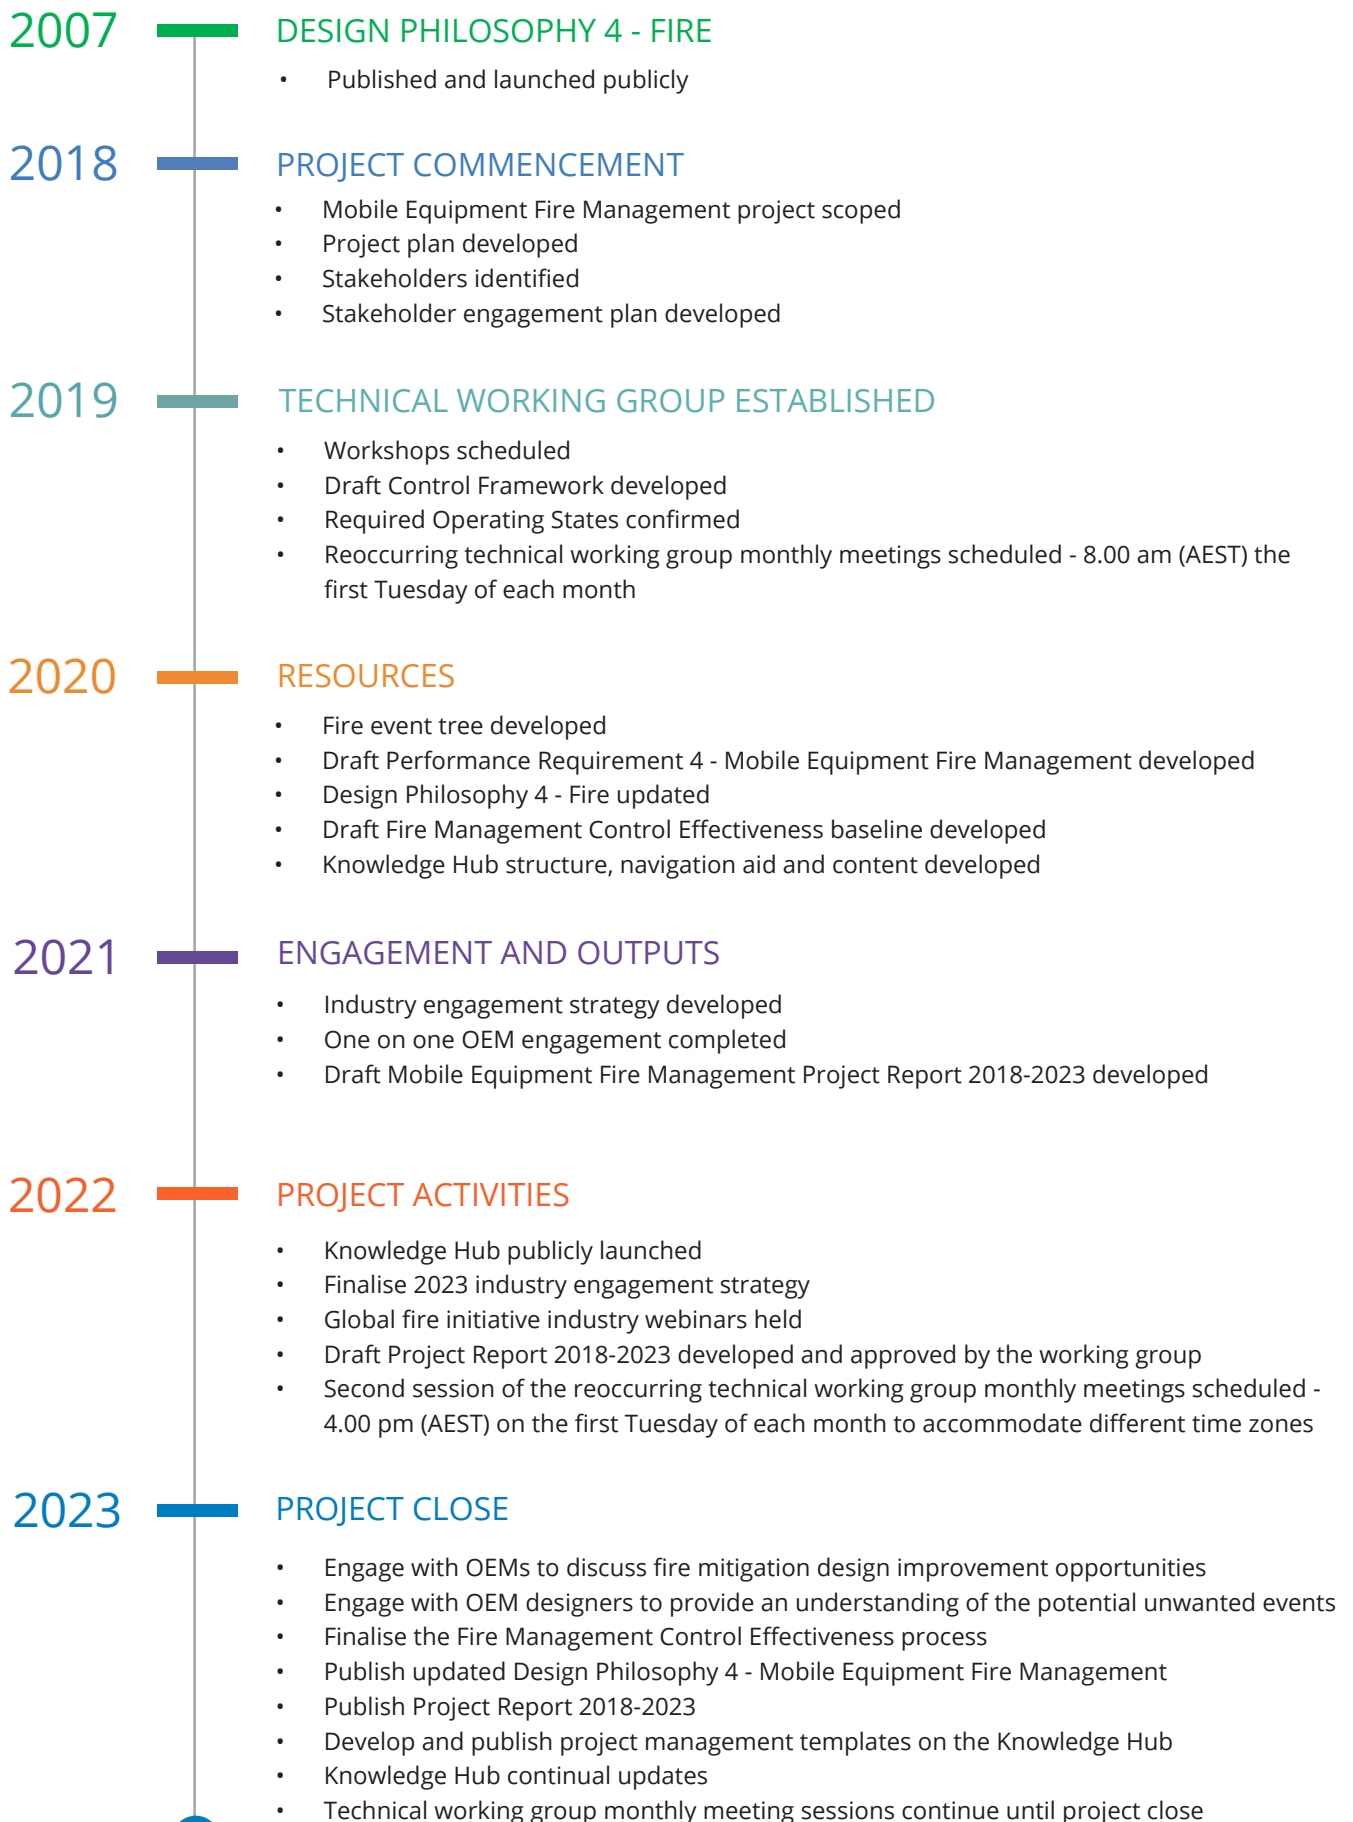 2007
DESIGN PHILOSOPHY 4 - FIRE
• Published and launched publicly
2018
PROJECT COMMENCEMENT
• Mobile Equipment Fire Management project scoped
• Project plan developed
• Stakeholders identified
• Stakeholder engagement plan developed
2019
TECHNICAL WORKING GROUP ESTABLISHED
• Workshops scheduled
• Draft Control Framework developed
• Required Operating States confirmed
• Reoccurring technical working group monthly meetings scheduled - 8.00 am (AEST) the
first Tuesday of each month
2020
RESOURCES
• Fire event tree developed
• Draft Performance Requirement 4 - Mobile Equipment Fire Management developed
• Design Philosophy 4 - Fire updated
• Draft Fire Management Control Effectiveness baseline developed
• Knowledge Hub structure, navigation aid and content developed
2021
ENGAGEMENT AND OUTPUTS
• Industry engagement strategy developed
• One on one OEM engagement completed
• Draft Mobile Equipment Fire Management Project Report 2018-2023 developed
2022
PROJECT ACTIVITIES
• Knowledge Hub publicly launched
• Finalise 2023 industry engagement strategy
• Global fire initiative industry webinars held
• Draft Project Report 2018-2023 developed and approved by the working group
• Second session of the reoccurring technical working group monthly meetings scheduled -
4.00 pm (AEST) on the first Tuesday of each month to accommodate different time zones
2023
PROJECT CLOSE
• Engage with OEMs to discuss fire mitigation design improvement opportunities
• Engage with OEM designers to provide an understanding of the potential unwanted events
• Finalise the Fire Management Control Effectiveness process
• Publish updated Design Philosophy 4 - Mobile Equipment Fire Management
• Publish Project Report 2018-2023
• Develop and publish project management templates on the Knowledge Hub
• Knowledge Hub continual updates
• Technical working group monthly meeting sessions continue until project close